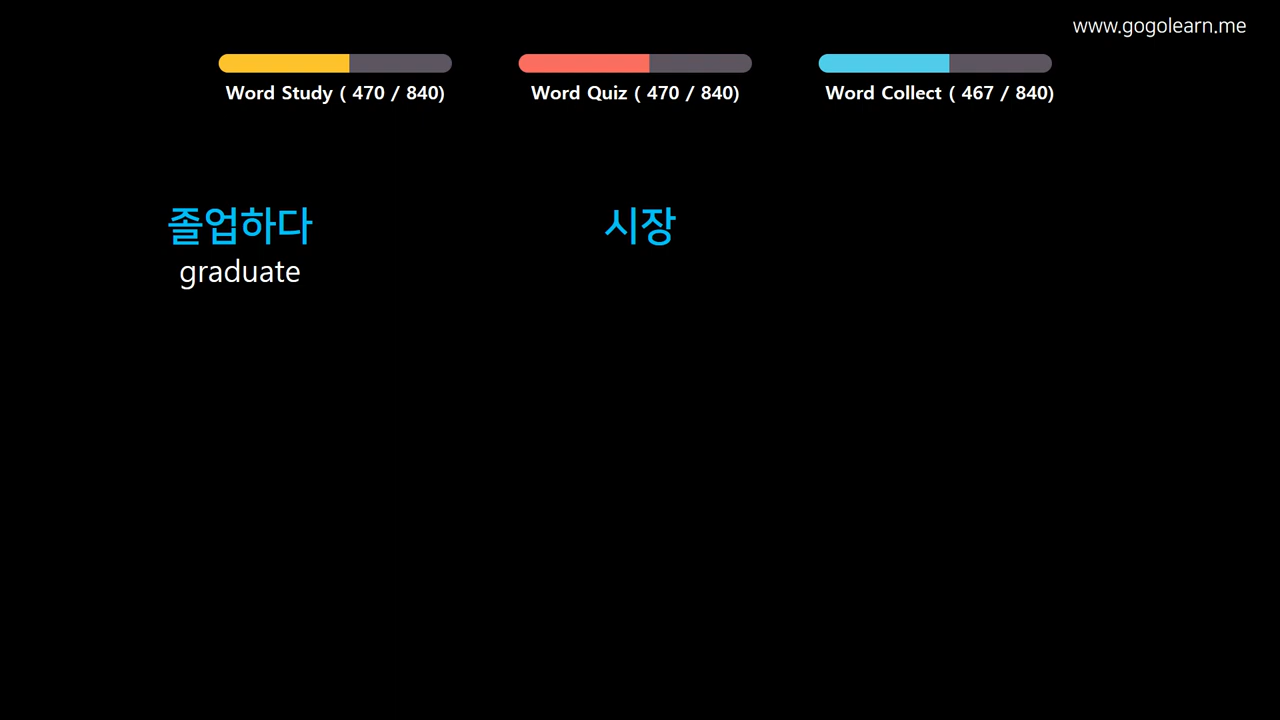 www.gogolearn.me
Word Study ( 470 / 840)
Word Quiz ( 470 / 840)
Word Collect ( 467 / 840)
졸업하다
graduate
시장